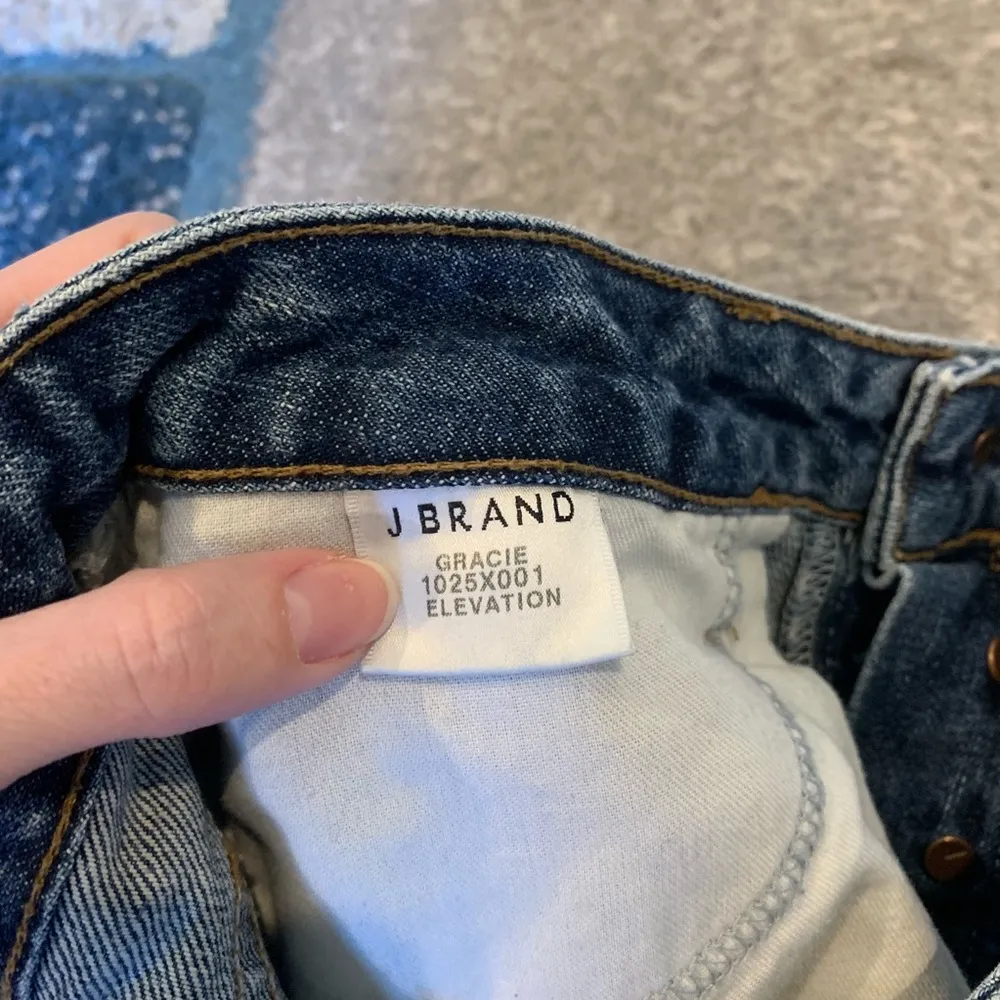 J BRAND
GRACIE
1025X001
ELEVATION